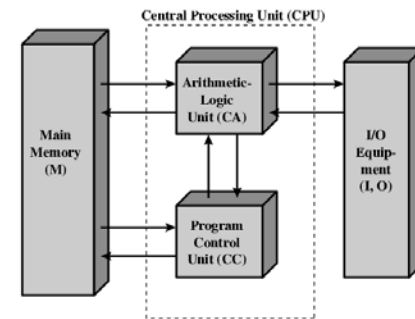 Central Processing Unit (CPU)
Main
Memory
(M)
Arithmetic-
Logic
Unit (CA)
Program
Control
Unit (CC)
I/O
Equip-
ment
(I, O)